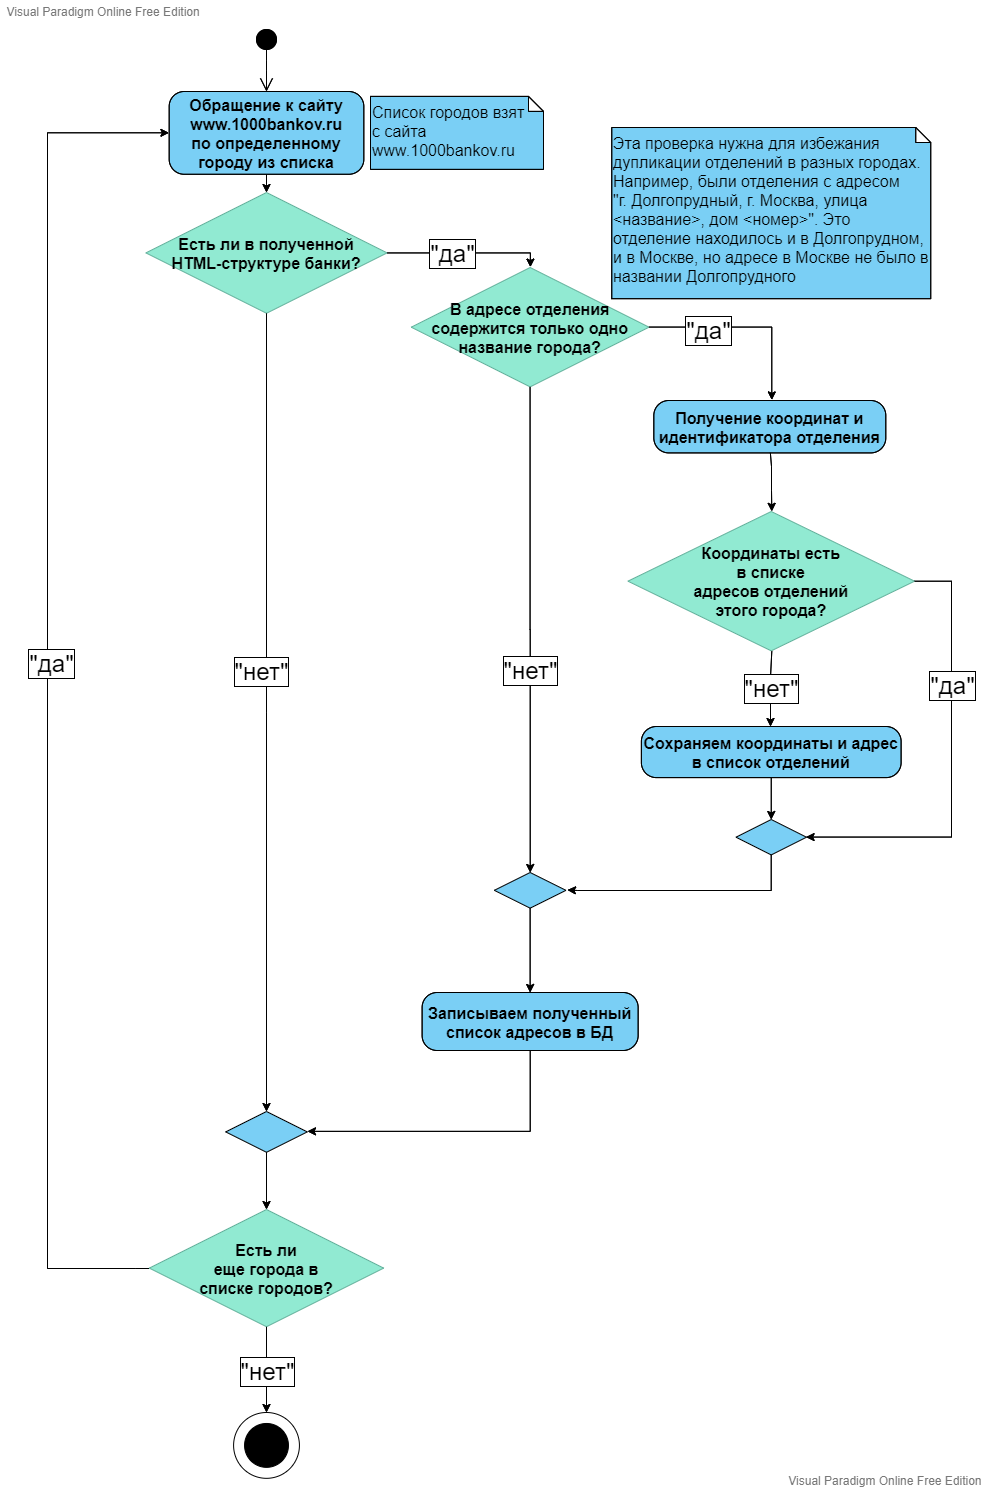 Visual Paradigm Online Free Edition
Обращение к сайту
www.1000bankov.ru
по определенному
городу из списка
Список городов взят
с сайта
www.1000bankov.ru
Эта проверка нужна для избежания
дупликации отделений в разных городах.
Например, были отделения с адресом
"г. Долгопрудный, г. Москва, улица
<название>, дом <номер>". Это
отделение находилось и в Долгопрудном,
и в Москве, но адресе в Москве не было в
названии Долгопрудного
Есть ли в полученной
HTML-структуре банки?
"да"
В адресе отделения
содержится только одно
название города?
"да"
Получение координат и
идентификатора отделения
Координаты есть
в списке
адресов отделений
этого города?
"да"
"нет"
"нет"
"нет"
"да"
Сохраняем координаты и адрес
в список отделений
Записываем полученный
список адресов в БД
Есть ли
еще города в
списке городов?
"нет"
Visual Paradigm Online Free Edition